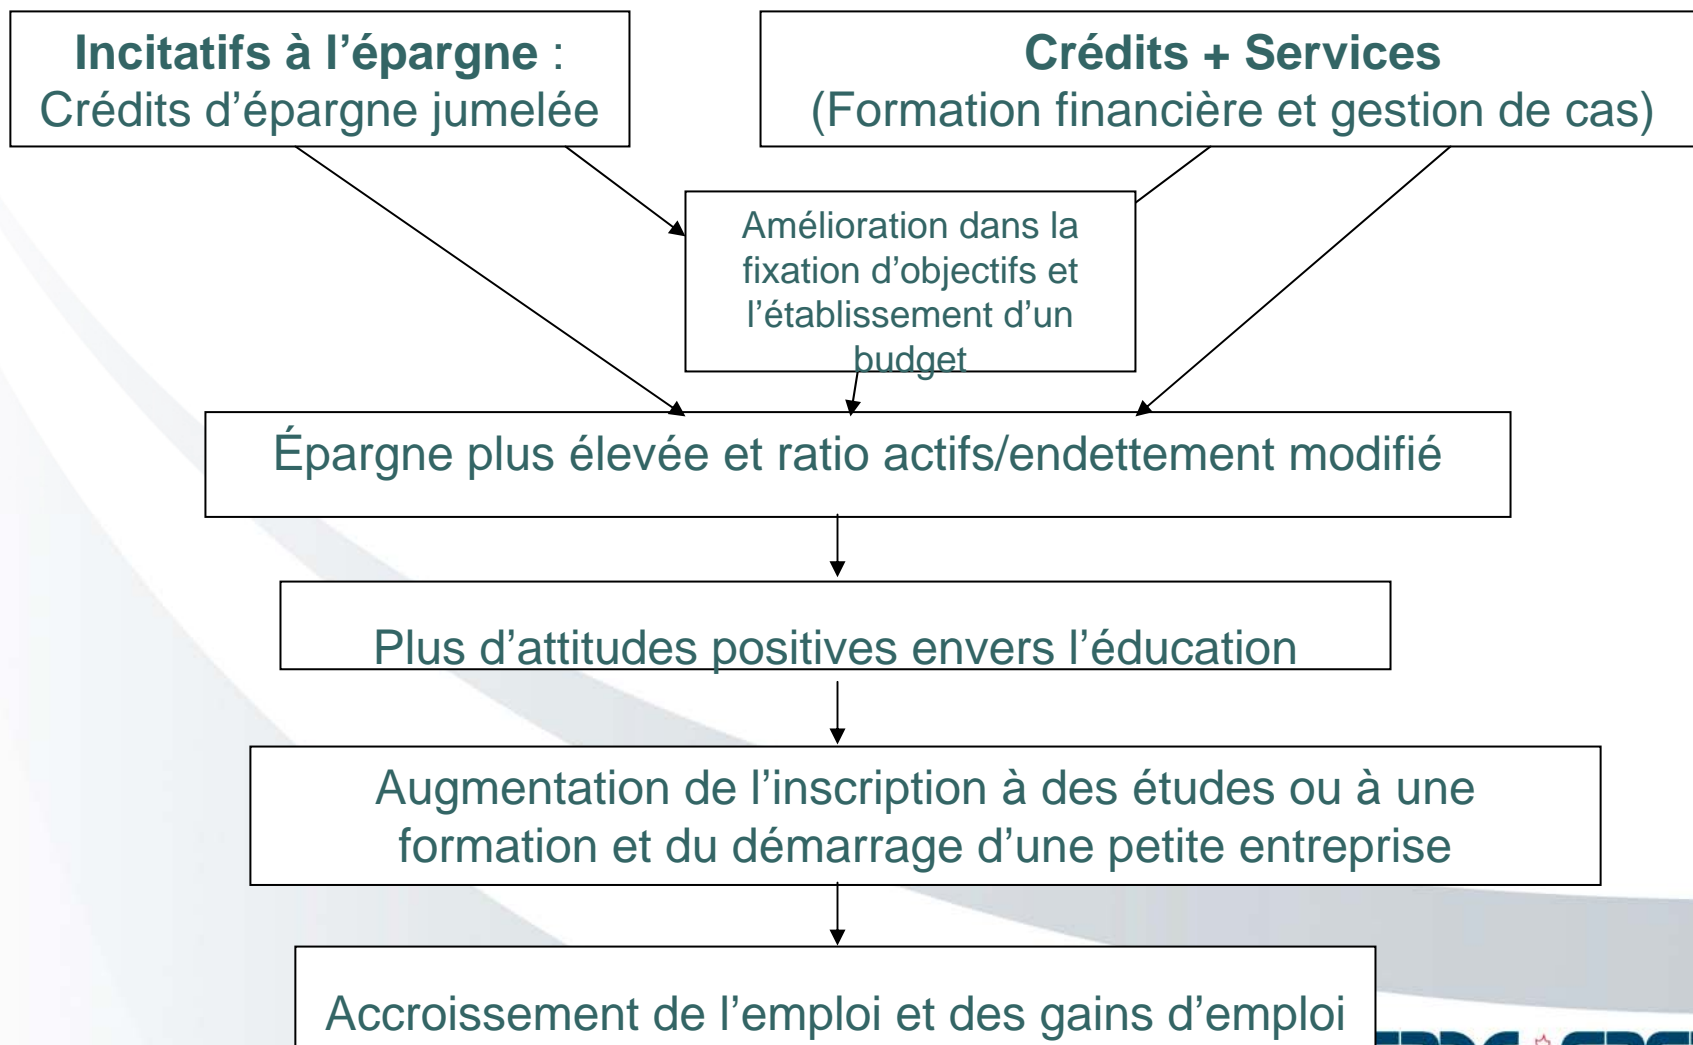 Incitatifs à l’épargne :
Crédits d’épargne jumelée
Crédits + Services
(Formation financière et gestion de cas)
Amélioration dans la
fixation d’objectifs et
l’établissement d’un
budget
Épargne plus élevée et ratio actifs/endettement modifié
Plus d’attitudes positives envers l’éducation
Augmentation de l’inscription à des études ou à une
formation et du démarrage d’une petite entreprise
Accroissement de l’emploi et des gains d’emploi